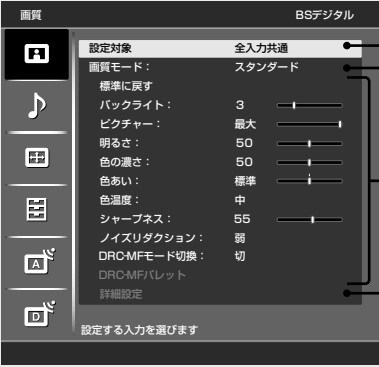 画質 BSデジタル
設定対象 全入力共通
画質モード： スタンダード
標準に戻す
バックライト： 3
ピクチャー： 最大
明るさ： 50
色の濃さ： 50
色あい： 標準
色温度： 中
シャープネス： 55
ノイズリダクション： 弱
DRC-MFモード切換： 切
DRC-MFパレット
詳細設定
A
D
設定する入力を選びます